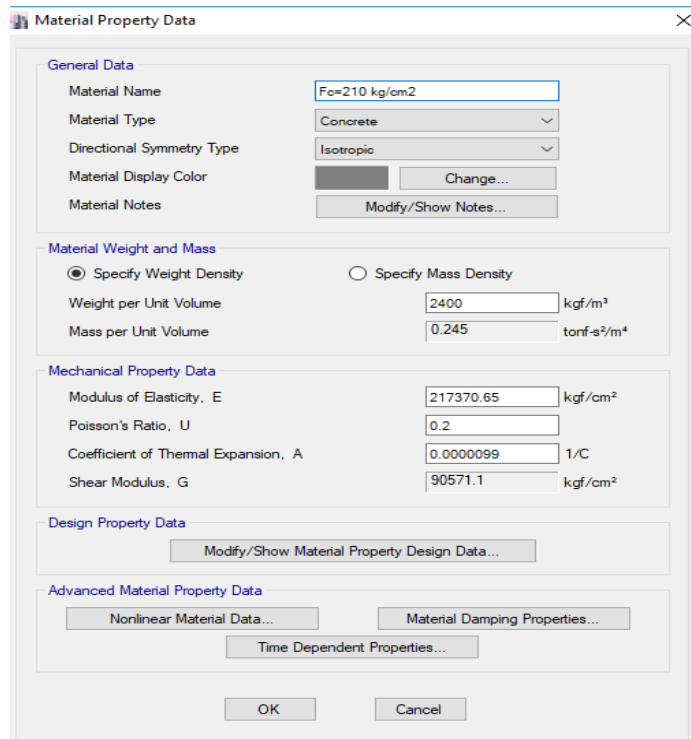 Material Property Data
General Data
Material Name Fc=210 kg/cm2
Material Type Concrete
Directional Symmetry Type Isotropic
Material Display Color Change...
Material Notes Modify/Show Notes...
Material Weight and Mass
Specify Weight Density Specify Mass Density
Weight per Unit Volume 2400 kgf/m³
Mass per Unit Volume 0.245 tonf-s²/m⁴
Mechanical Property Data
Modulus of Elasticity, E 217370.65 kgf/cm²
Poisson's Ratio, U 0.2
Coefficient of Thermal Expansion, A 0.0000099 1/C
Shear Modulus, G 90571.1 kgf/cm²
Design Property Data
Modify/Show Material Property Design Data...
Advanced Material Property Data
Nonlinear Material Data... Material Damping Properties...
Time Dependent Properties...
OK Cancel